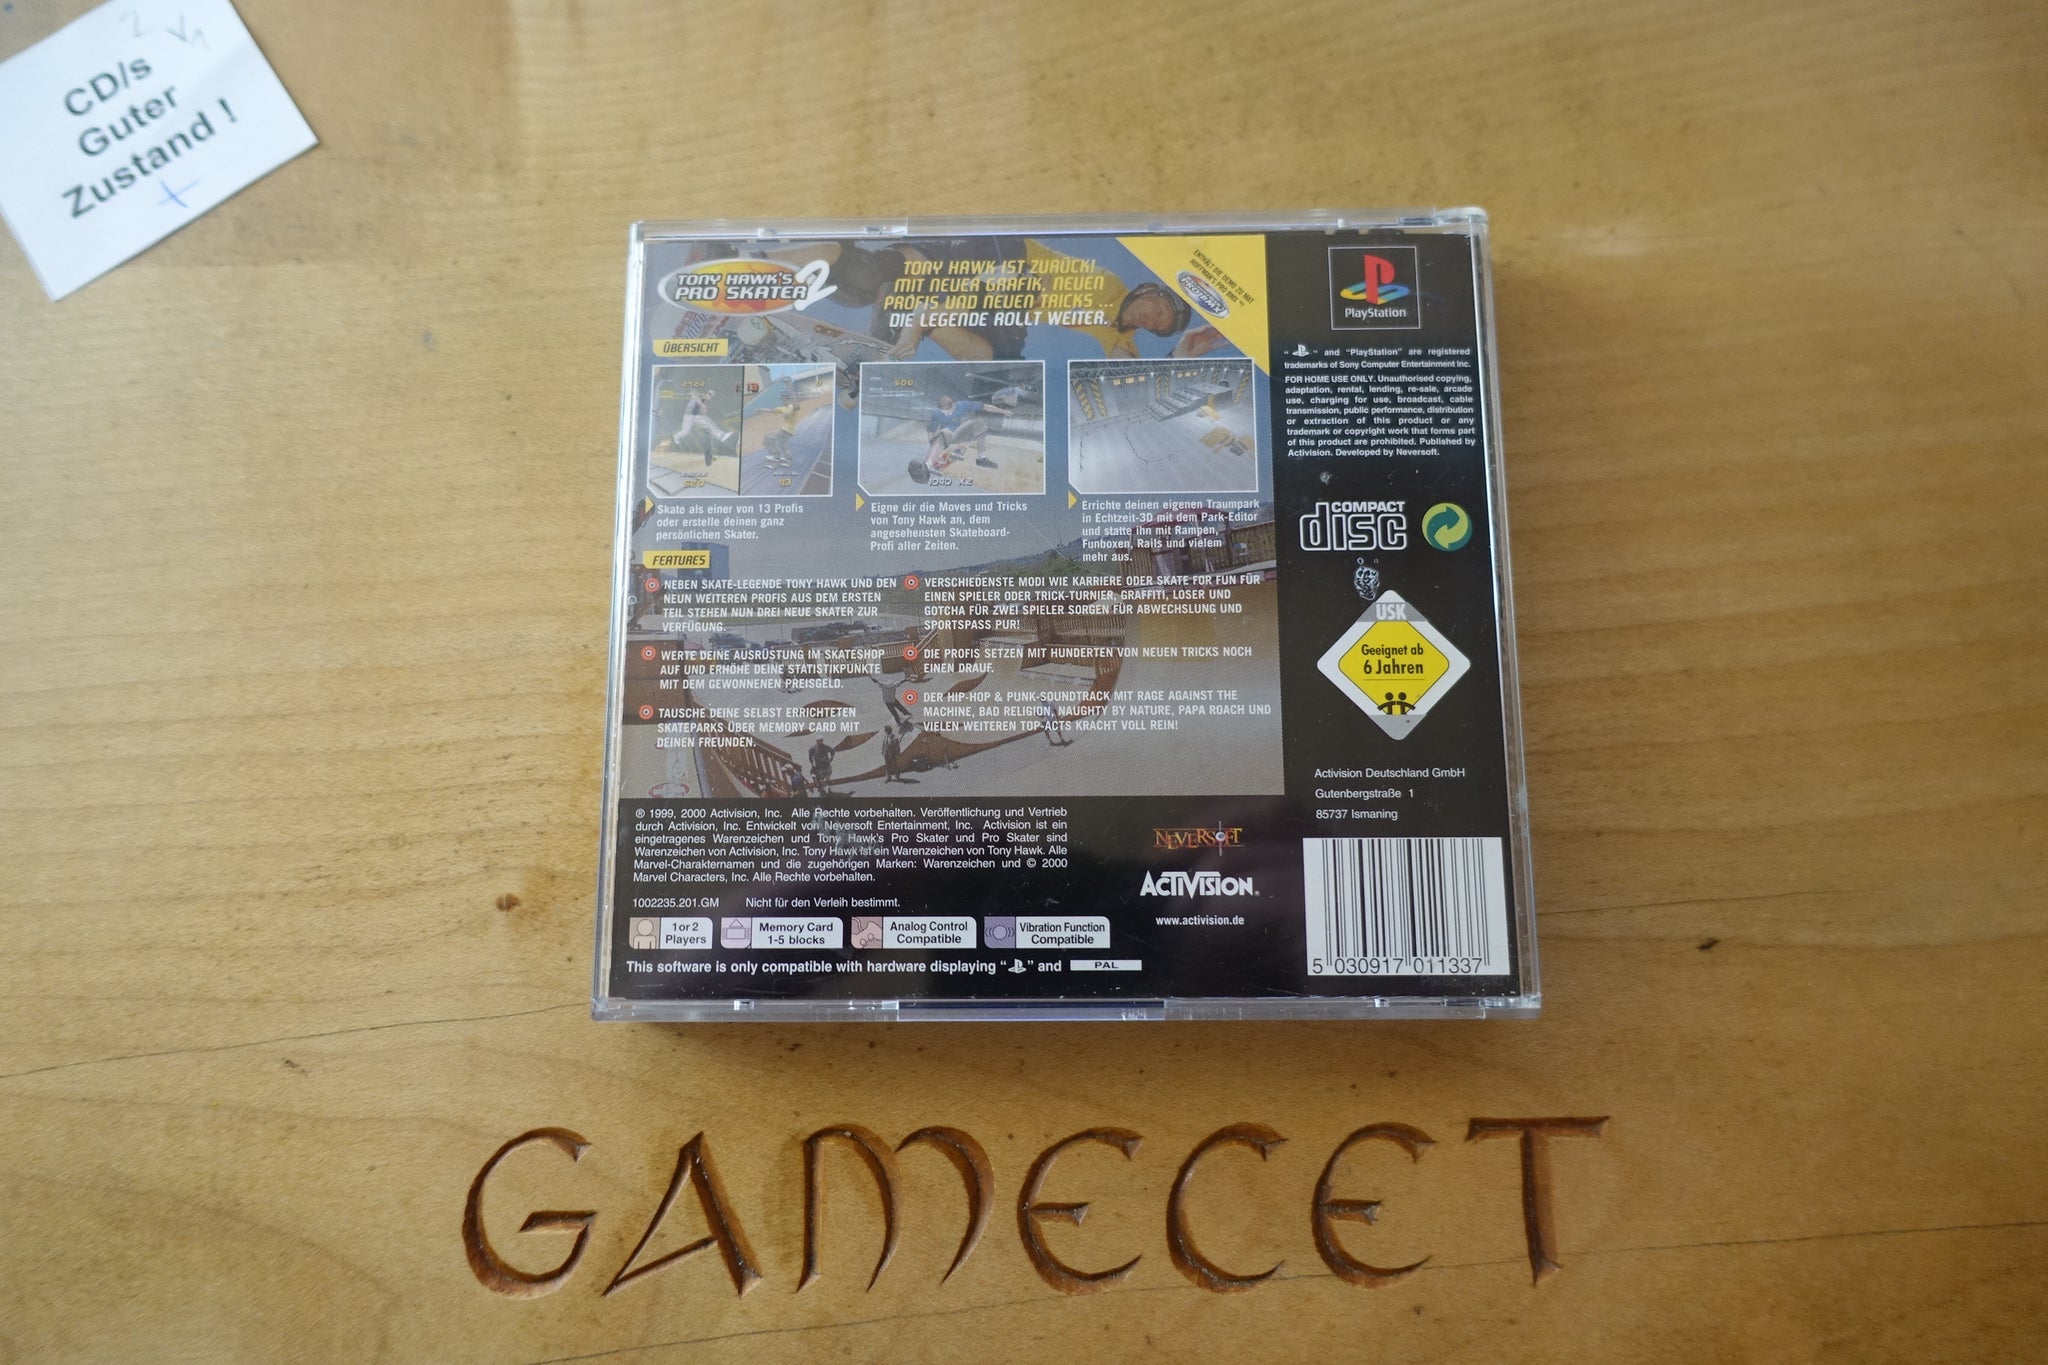 CD/s
Guter
Zustand !
TONY HAWK'S
PRO SKATER 2
TONY HAWK IST ZURÜCK!
MIT NEUER GRAFIK, NEUEN
PROFIS UND NEUEN TRICKS ...
DIE LEGENDE ROLLT WEITER.
ENTHÄLT DIE DEMO ZU MAT
HOFFMAN'S PRO BMX
PlayStation
ÜBERSICHT
Skate als einer von 13 Profis
oder erstelle deinen ganz
persönlichen Skater.
Eigne dir die Moves und Tricks
von Tony Hawk an, dem
angesehensten Skateboard-
Profi aller Zeiten.
Errichte deinen eigenen Traumpark
in Echtzeit-3D mit dem Park-Editor
und statte ihn mit Rampen,
Funboxen, Rails und vielem
mehr aus.
FEATURES
NEBEN SKATE-LEGENDE TONY HAWK UND DEN
NEUN WEITEREN PROFIS AUS DEM ERSTEN
TEIL STEHEN NUN DREI NEUE SKATER ZUR
VERFÜGUNG.
WERTE DEINE AUSRÜSTUNG IM SKATESHOP
AUF UND ERHÖHE DEINE STATISTIKPUNKTE
MIT DEM GEWONNENEN PREISGELD.
TAUSCHE DEINE SELBST ERRICHTETEN
SKATEPARKS ÜBER MEMORY CARD MIT
DEINEN FREUNDEN.
VERSCHIEDENSTE MODI WIE KARRIERE ODER SKATE FOR FUN FÜR
EINEN SPIELER ODER TRICK-TURNIER, GRAFFITI, LOSER UND
GOTCHA FÜR ZWEI SPIELER SORGEN FÜR ABWECHSLUNG UND
SPORTSPASS PUR!
DIE PROFIS SETZEN MIT HUNDERTEN VON NEUEN TRICKS NOCH
EINEN DRAUF.
DER HIP-HOP & PUNK-SOUNDTRACK MIT RAGE AGAINST THE
MACHINE, BAD RELIGION, NAUGHTY BY NATURE, PAPA ROACH UND
VIELEN WEITEREN TOP-ACTS KRACHT VOLL REIN!
" " and "PlayStation" are registered
trademarks of Sony Computer Entertainment Inc.
FOR HOME USE ONLY. Unauthorised copying,
adaptation, rental, lending, re-sale, arcade
use, charging for use, broadcast, cable
transmission, public performance, distribution
or extraction of this product or any
trademark or copyright work that forms part
of this product are prohibited. Published by
Activision. Developed by Neversoft.
COMPACT
disc
USK
Geeignet ab
6 Jahren
Activision Deutschland GmbH
Gutenbergstraße 1
85737 Ismaning
5 030917 011337
® 1999, 2000 Activision, Inc. Alle Rechte vorbehalten. Veröffentlichung und Vertrieb
durch Activision, Inc. Entwickelt von Neversoft Entertainment, Inc. Activision ist ein
eingetragenes Warenzeichen und Tony Hawk's Pro Skater und Pro Skater sind
Warenzeichen von Activision, Inc. Tony Hawk ist ein Warenzeichen von Tony Hawk. Alle
Marvel-Charakternamen und die zugehörigen Marken: Warenzeichen und © 2000
Marvel Characters, Inc. Alle Rechte vorbehalten.
1002235.201.GM Nicht für den Verleih bestimmt.
NEVERSOFT
ACTIVISION
www.activision.de
1 or 2
Players
Memory Card
1-5 blocks
Analog Control
Compatible
Vibration Function
Compatible
This software is only compatible with hardware displaying " " and PAL
GAMECET